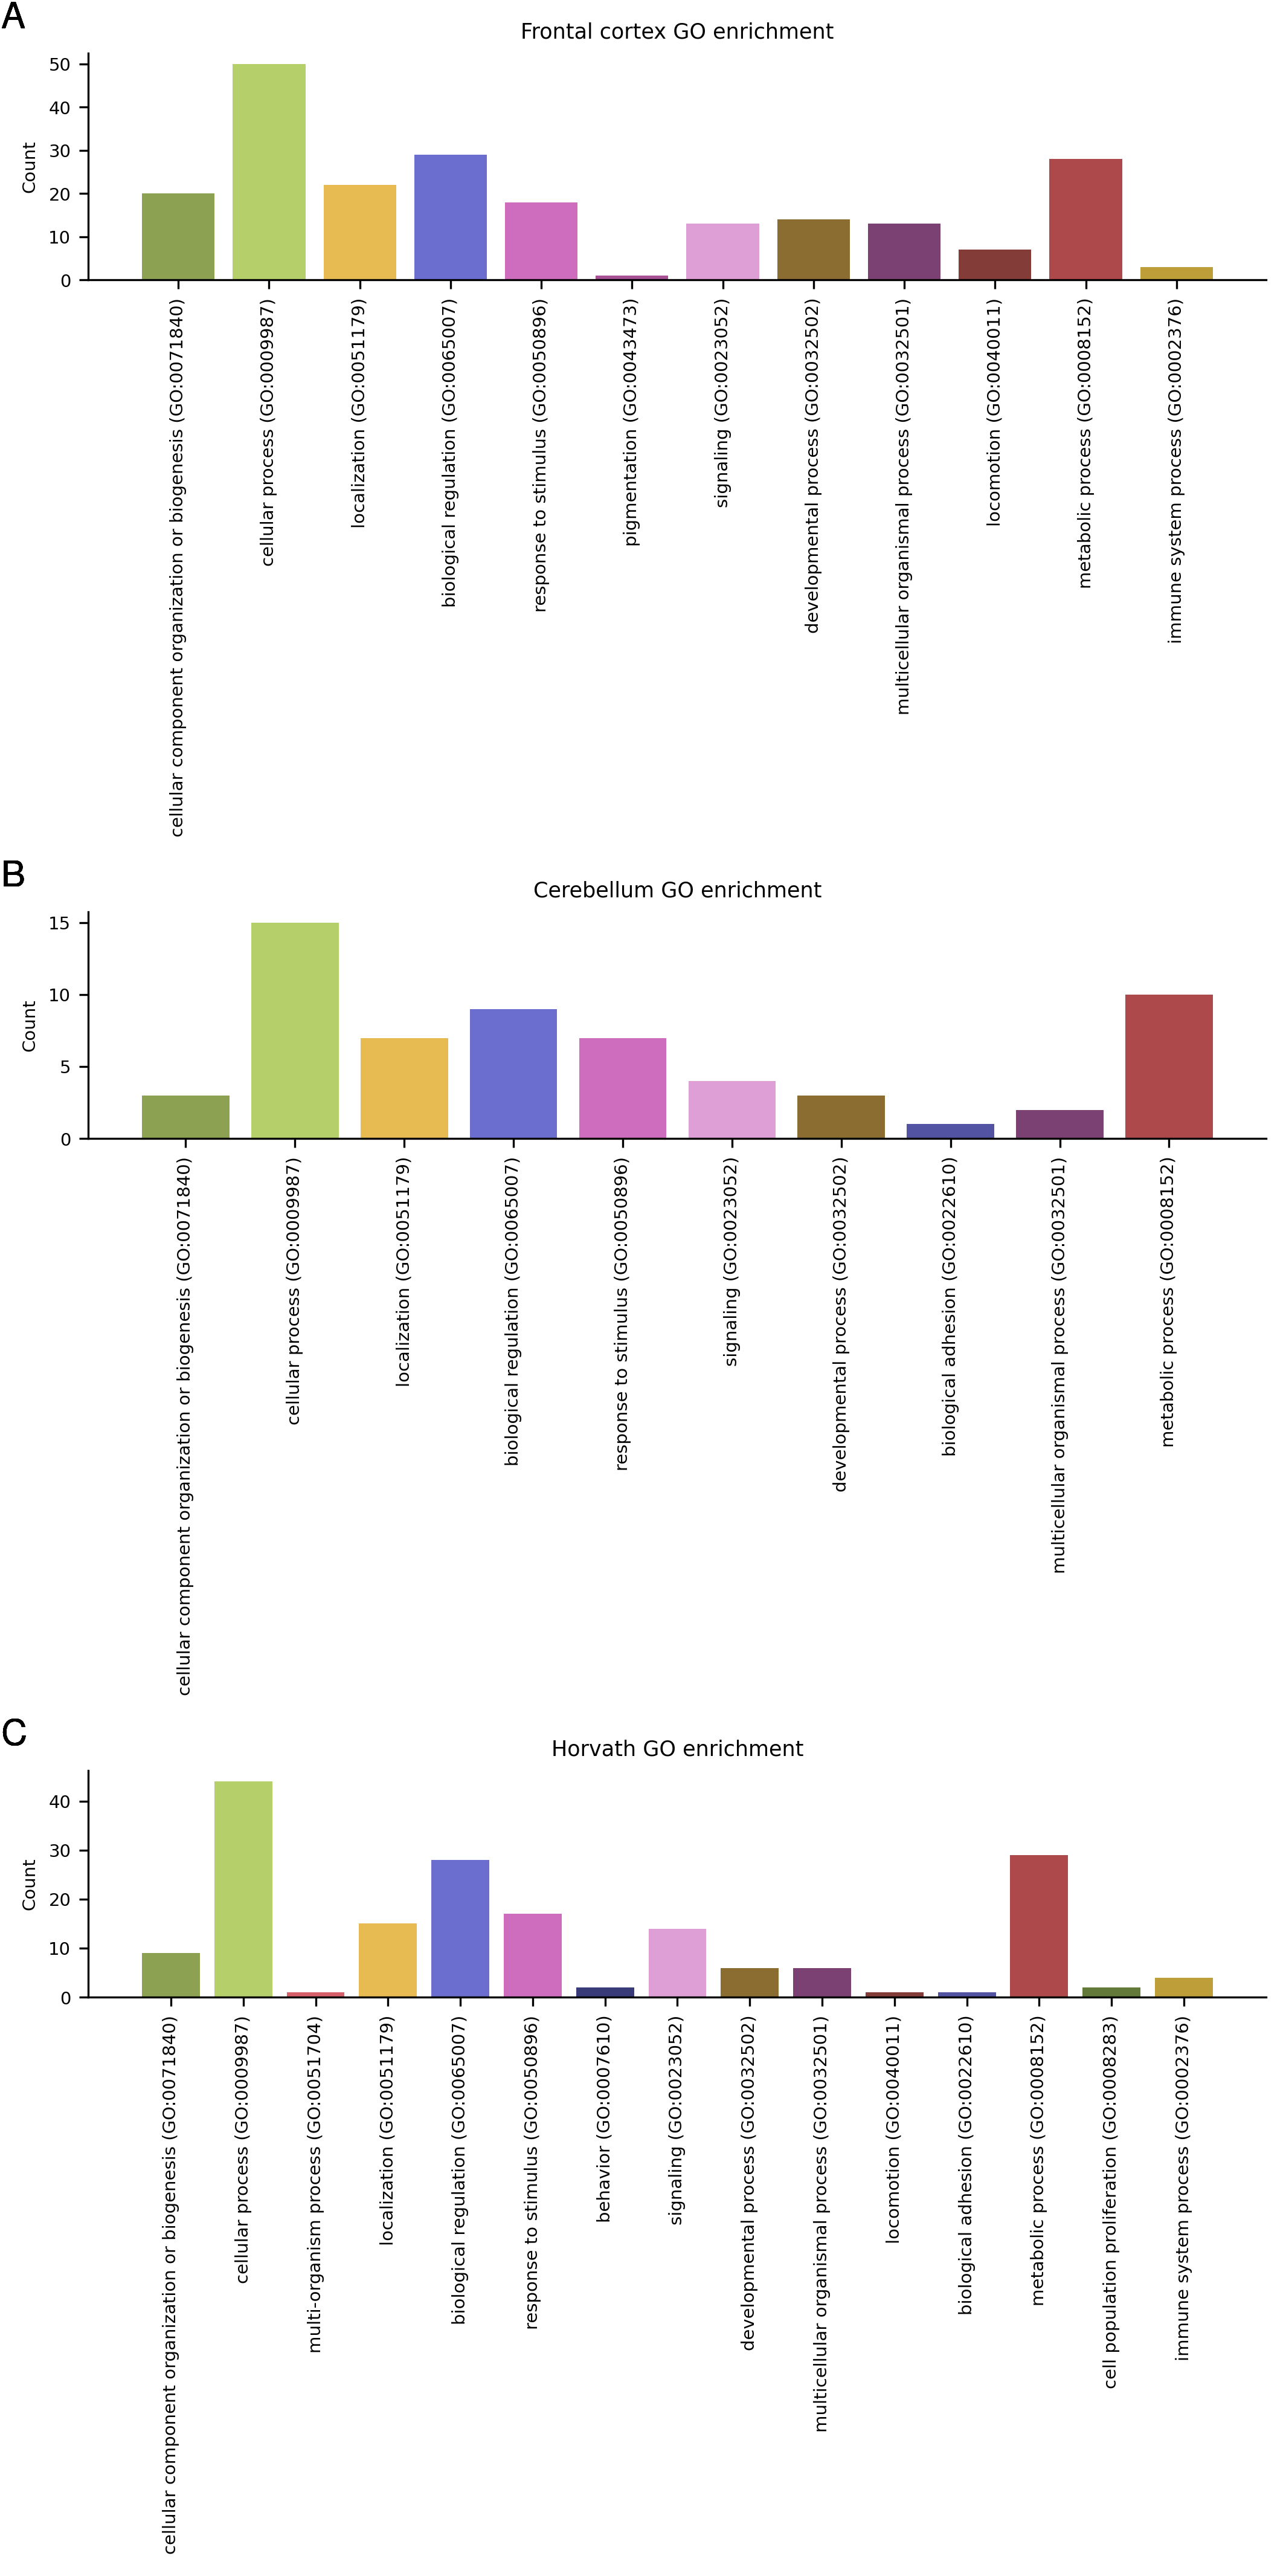 A
Frontal cortex GO enrichment
50
40
30
20
10
0
Count
cellular component organization or biogenesis (GO:0071840)
cellular process (GO:0009987)
localization (GO:0051179)
biological regulation (GO:0065007)
response to stimulus (GO:0050896)
pigmentation (GO:0043473)
signaling (GO:0023052)
developmental process (GO:0032502)
multicellular organismal process (GO:0032501)
locomotion (GO:0040011)
metabolic process (GO:0008152)
immune system process (GO:0002376)
B
Cerebellum GO enrichment
15
10
5
0
Count
cellular component organization or biogenesis (GO:0071840)
cellular process (GO:0009987)
localization (GO:0051179)
biological regulation (GO:0065007)
response to stimulus (GO:0050896)
signaling (GO:0023052)
developmental process (GO:0032502)
biological adhesion (GO:0022610)
multicellular organismal process (GO:0032501)
metabolic process (GO:0008152)
C
Horvath GO enrichment
40
30
20
10
0
Count
cellular component organization or biogenesis (GO:0071840)
cellular process (GO:0009987)
multi-organism process (GO:0051704)
localization (GO:0051179)
biological regulation (GO:0065007)
response to stimulus (GO:0050896)
behavior (GO:0007610)
signaling (GO:0023052)
developmental process (GO:0032502)
multicellular organismal process (GO:0032501)
locomotion (GO:0040011)
biological adhesion (GO:0022610)
metabolic process (GO:0008152)
cell population proliferation (GO:0008283)
immune system process (GO:0002376)